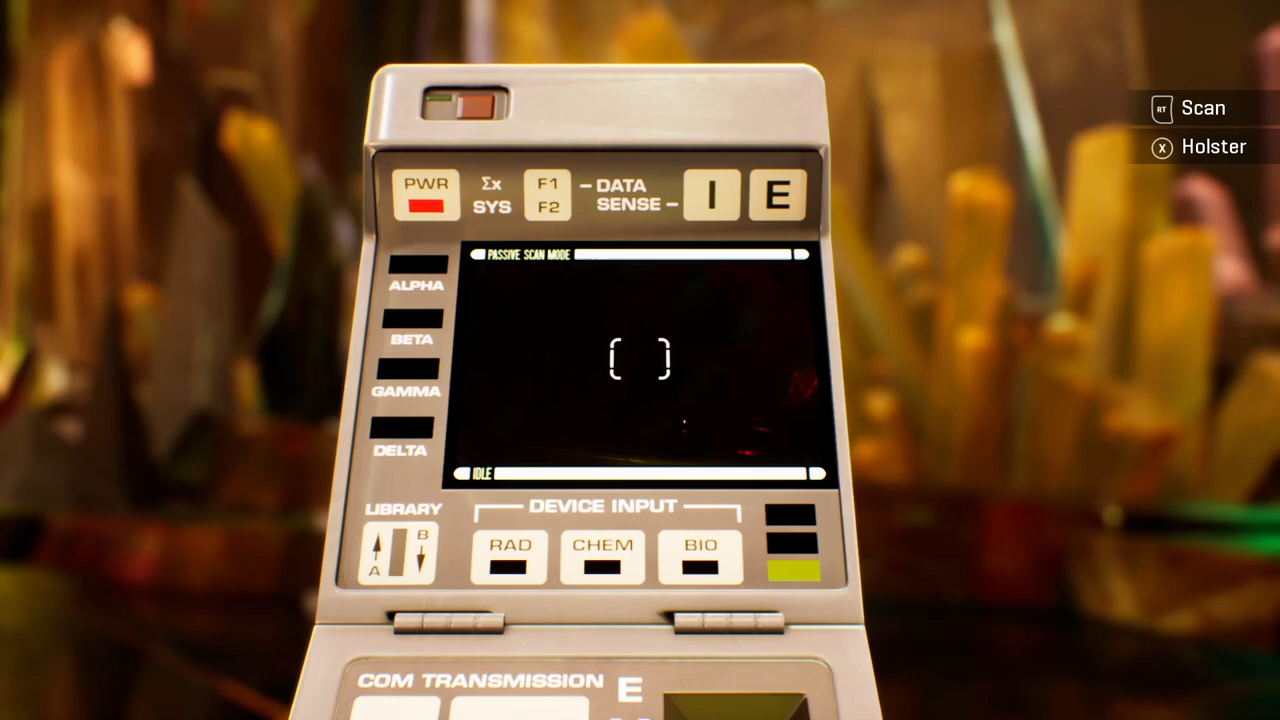 RT Scan
X Holster
PWR
Σx
SYS
F1
F2
– DATA
SENSE –
I
E
PASSIVE SCAN MODE
ALPHA
BETA
GAMMA
DELTA
IDLE
LIBRARY
A
B
DEVICE INPUT
RAD
CHEM
BIO
COM TRANSMISSION
E